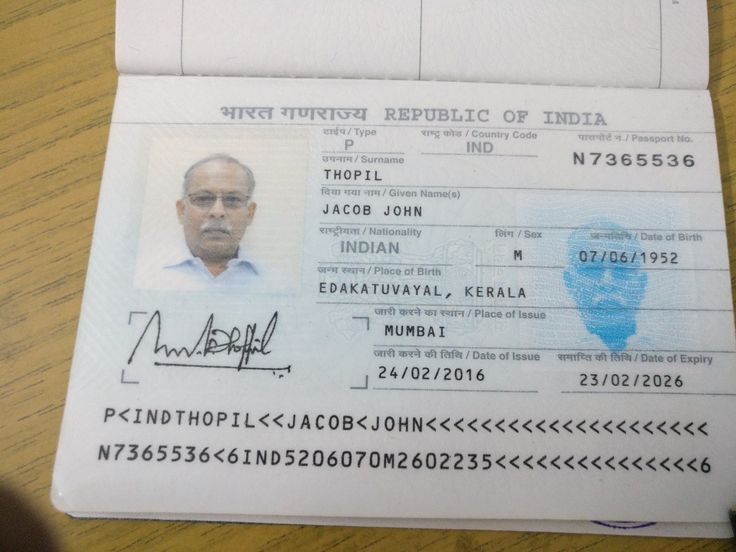 भारत गणराज्य REPUBLIC OF INDIA
टाईप / Type राष्ट्र कोड / Country Code पासपोर्ट नं. / Passport No.
P IND N7365536
उपनाम / Surname
THOPIL
दिया गया नाम / Given Name(s)
JACOB JOHN
राष्ट्रीयता / Nationality लिंग / Sex जन्मतिथि / Date of Birth
INDIAN M 07/06/1952
जन्म स्थान / Place of Birth
EDAKATUVAYAL, KERALA
जारी करने का स्थान / Place of Issue
MUMBAI
जारी करने की तिथि / Date of Issue समाप्ति की तिथि / Date of Expiry
24/02/2016 23/02/2026
P<INDTHOPIL<<JACOB<JOHN<<<<<<<<<<<<<<<<<<<<<
N7365536<6IND5206070M2602235<<<<<<<<<<<<<<<6